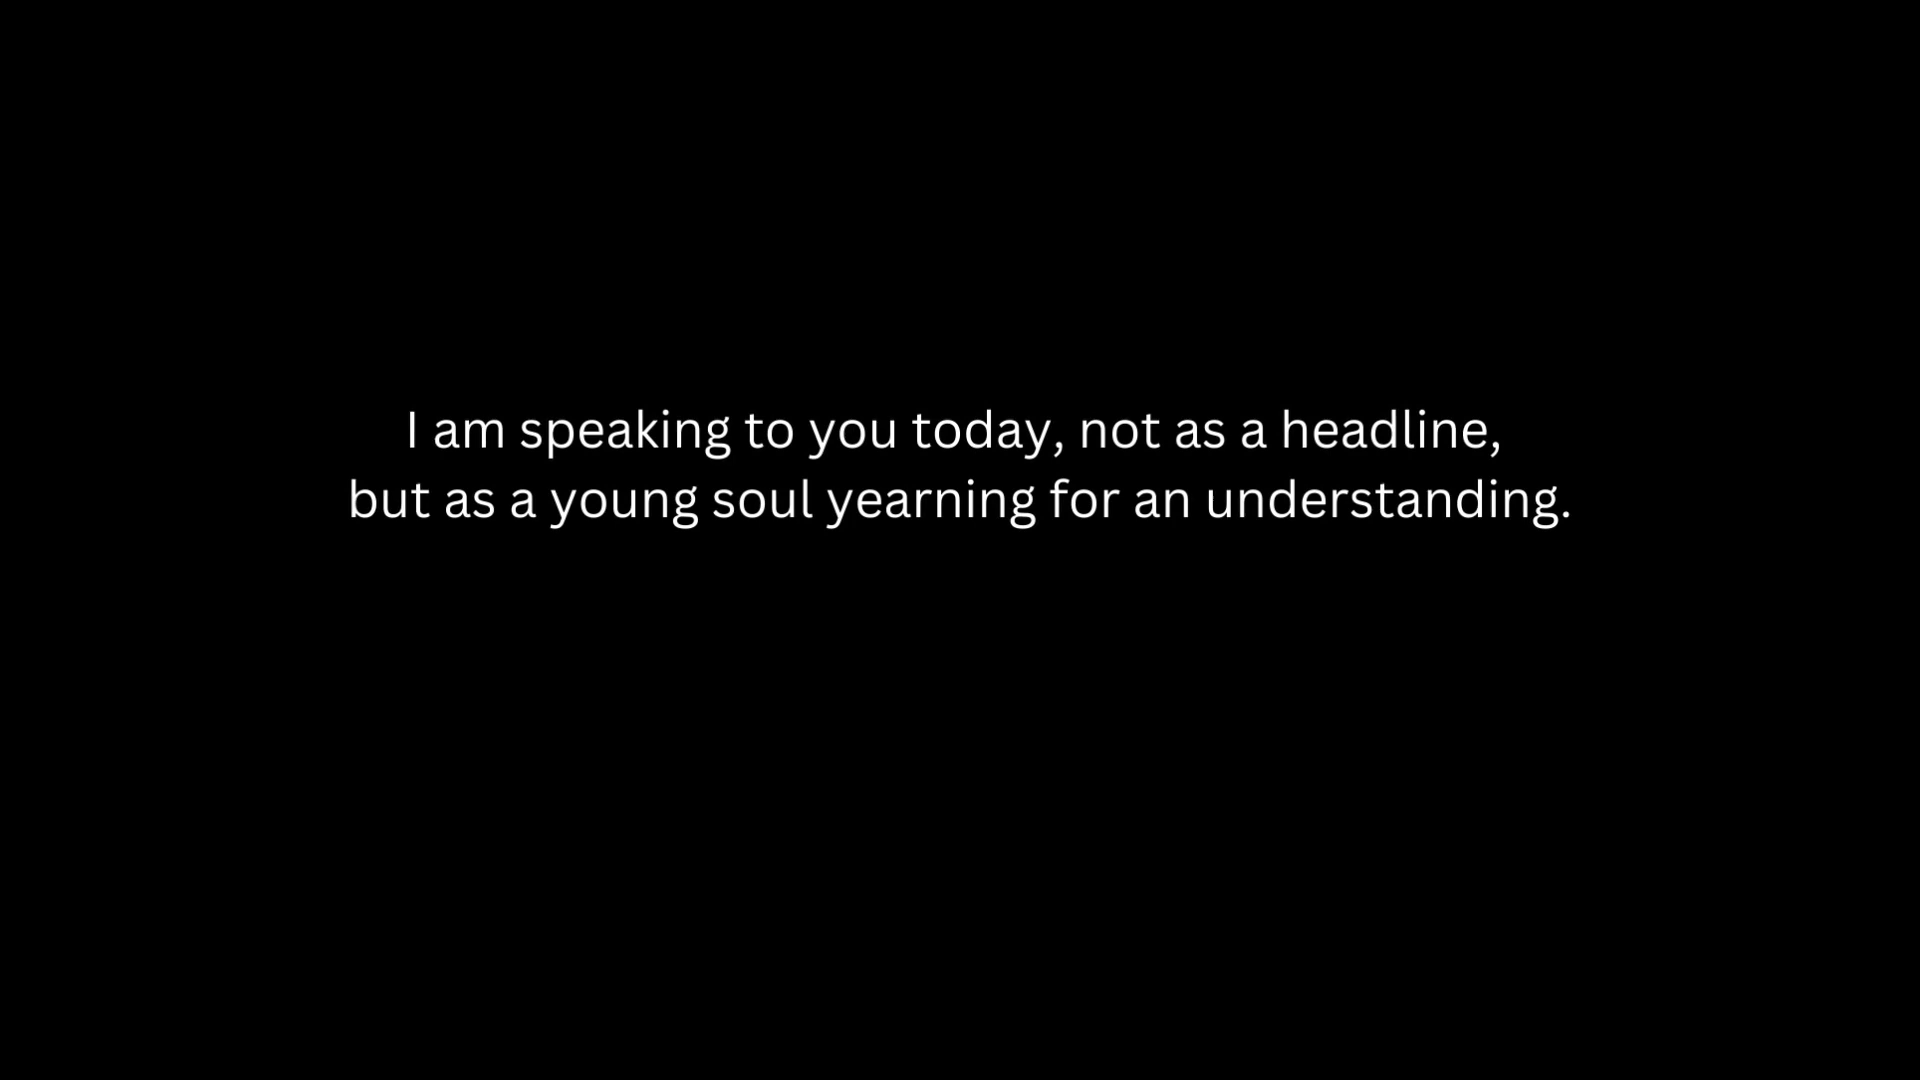 I am speaking to you today, not as a headline,
but as a young soul yearning for an understanding.